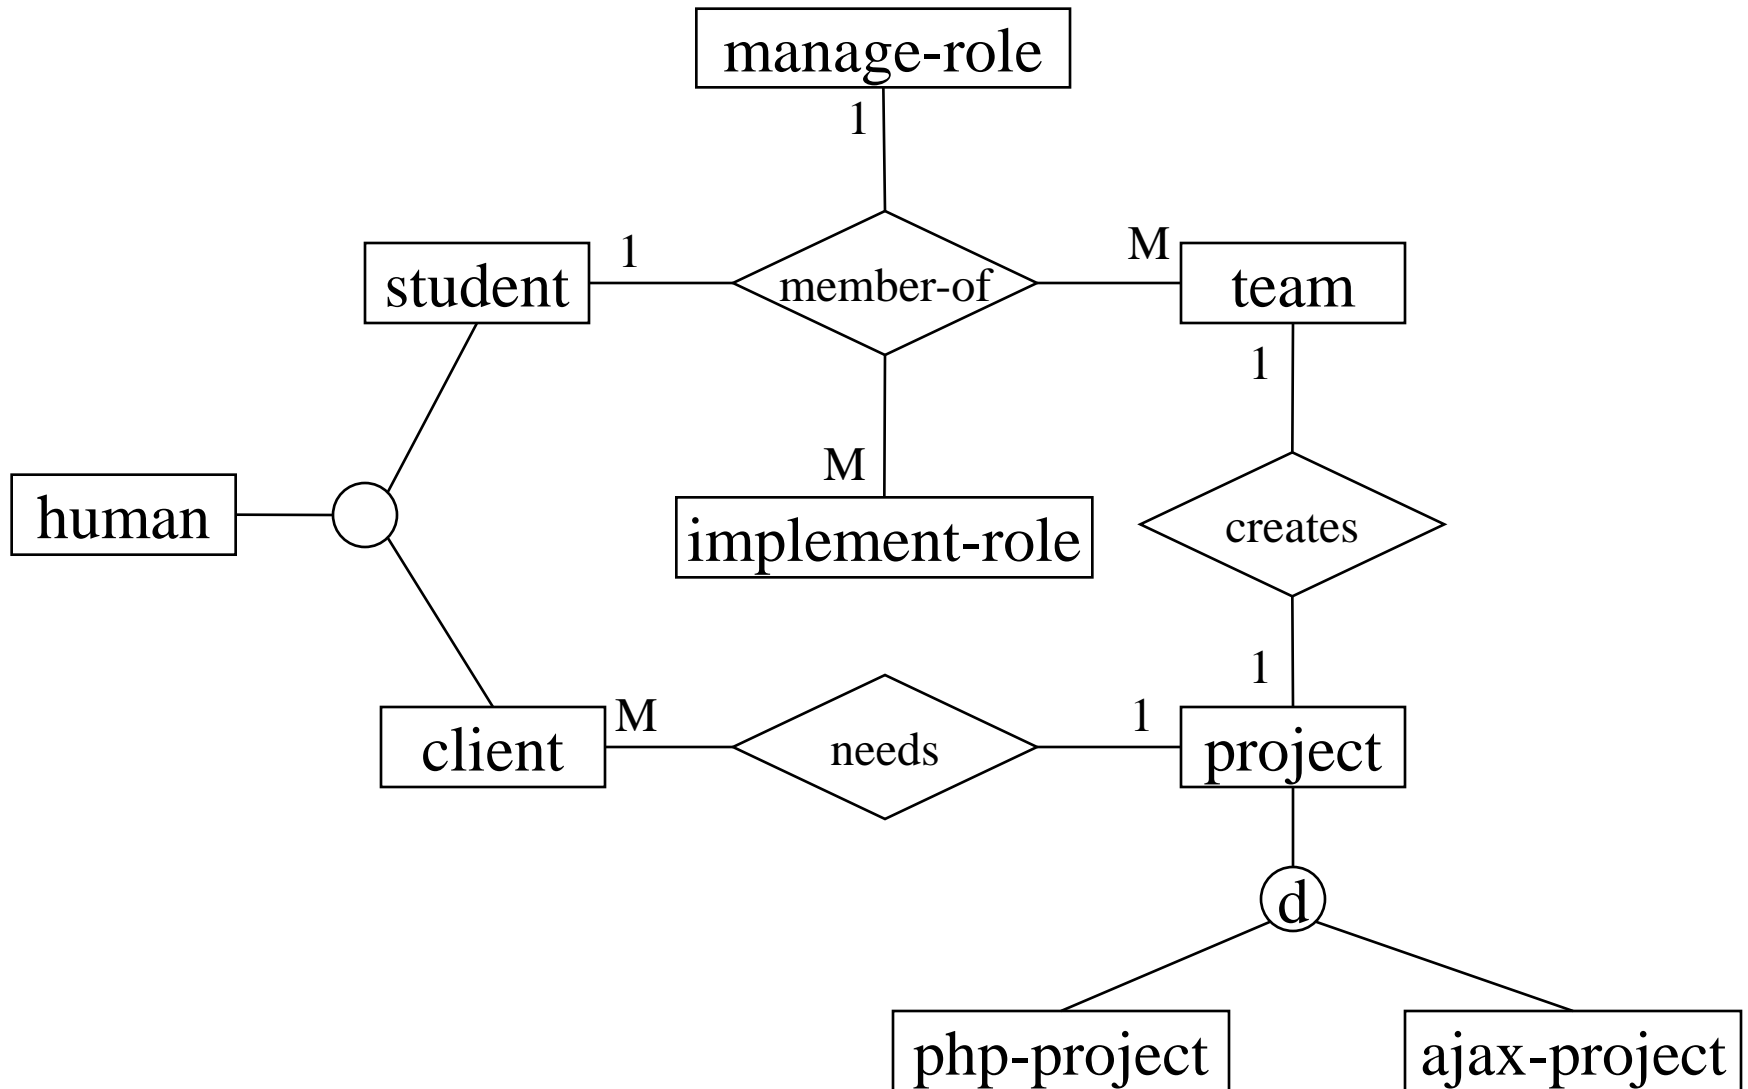 manage-role
1
student
1
member-of
M
team
1
M
human
implement-role
creates
1
client
M
needs
1
project
d
php-project
ajax-project